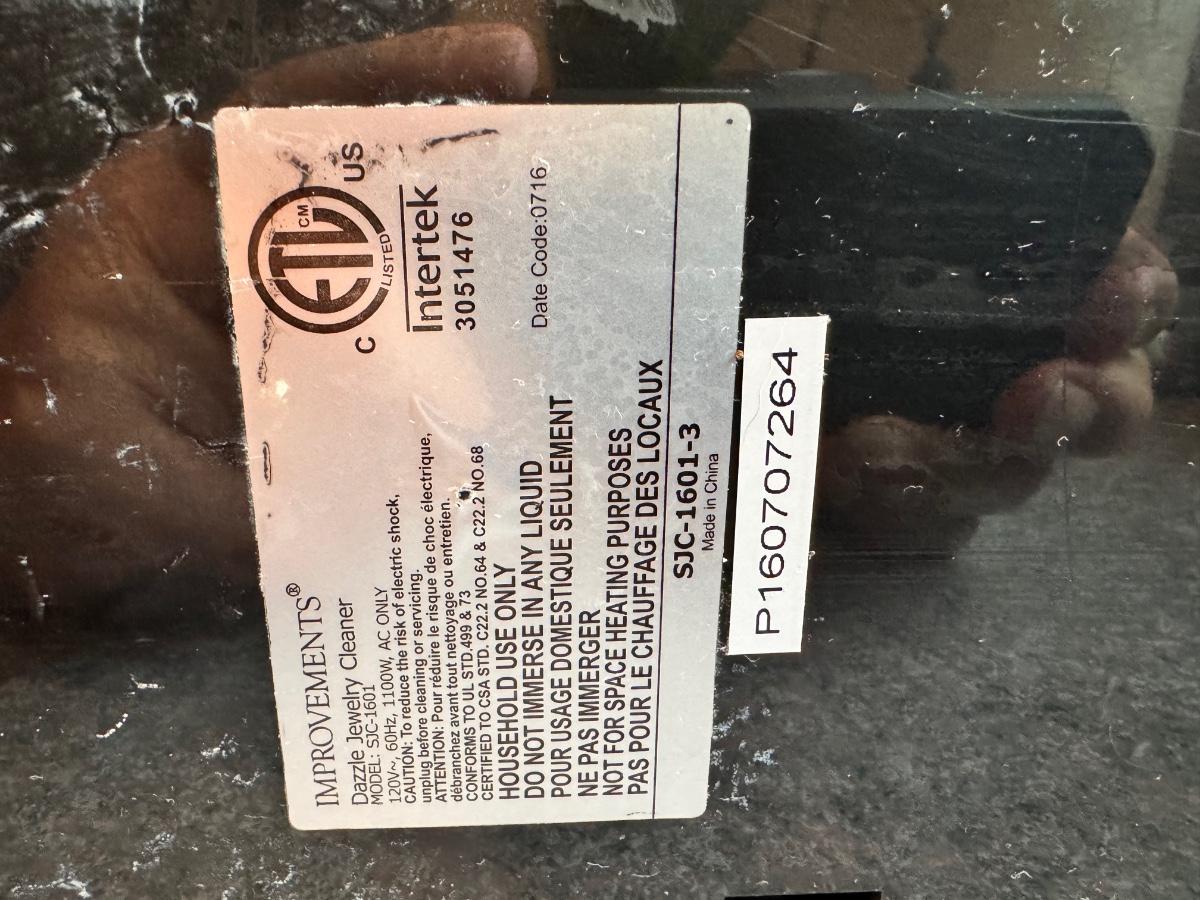 IMPROVEMENTS®
Dazzle Jewelry Cleaner
MODEL: SJC-1601
120V~, 60Hz, 1100W, AC ONLY
CAUTION: To reduce the risk of electric shock,
unplug before cleaning or servicing.
ATTENTION: Pour réduire le risque de choc électrique,
débranchez avant tout nettoyage ou entretien.
CONFORMS TO UL STD.499 & 73
CERTIFIED TO CSA STD. C22.2 NO.64 & C22.2 NO.68
HOUSEHOLD USE ONLY
DO NOT IMMERSE IN ANY LIQUID
POUR USAGE DOMESTIQUE SEULEMENT
NE PAS IMMERGER
NOT FOR SPACE HEATING PURPOSES
PAS POUR LE CHAUFFAGE DES LOCAUX
C ETL CM US
LISTED
Intertek
3051476
Date Code:0716
SJC-1601-3
Made in China
P160707264